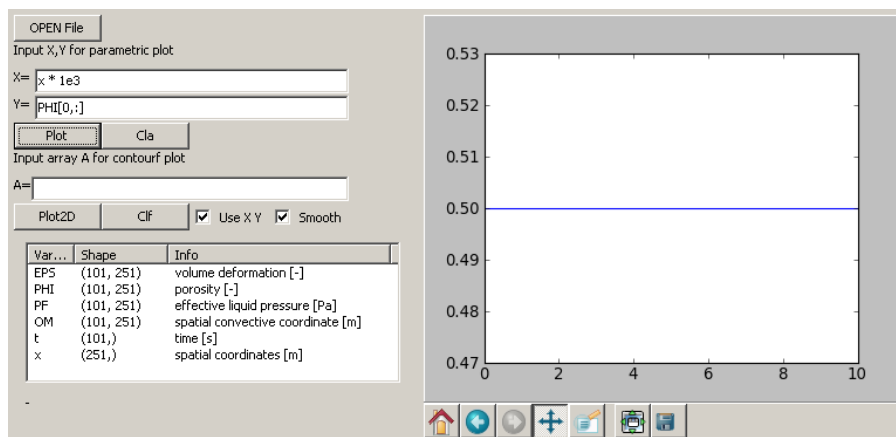 OPEN File
Input X,Y for parametric plot
X= x * 1e3
Y= PHI[0,:]
Plot Cla
Input array A for contourf plot
A=
Plot2D Clf Use X Y Smooth
Var... Shape Info
EPS (101, 251) volume deformation [-]
PHI (101, 251) porosity [-]
PF (101, 251) effective liquid pressure [Pa]
OM (101, 251) spatial convective coordinate [m]
t (101,) time [s]
x (251,) spatial coordinates [m]
-
0.53
0.52
0.51
0.50
0.49
0.48
0.47
0 2 4 6 8 10